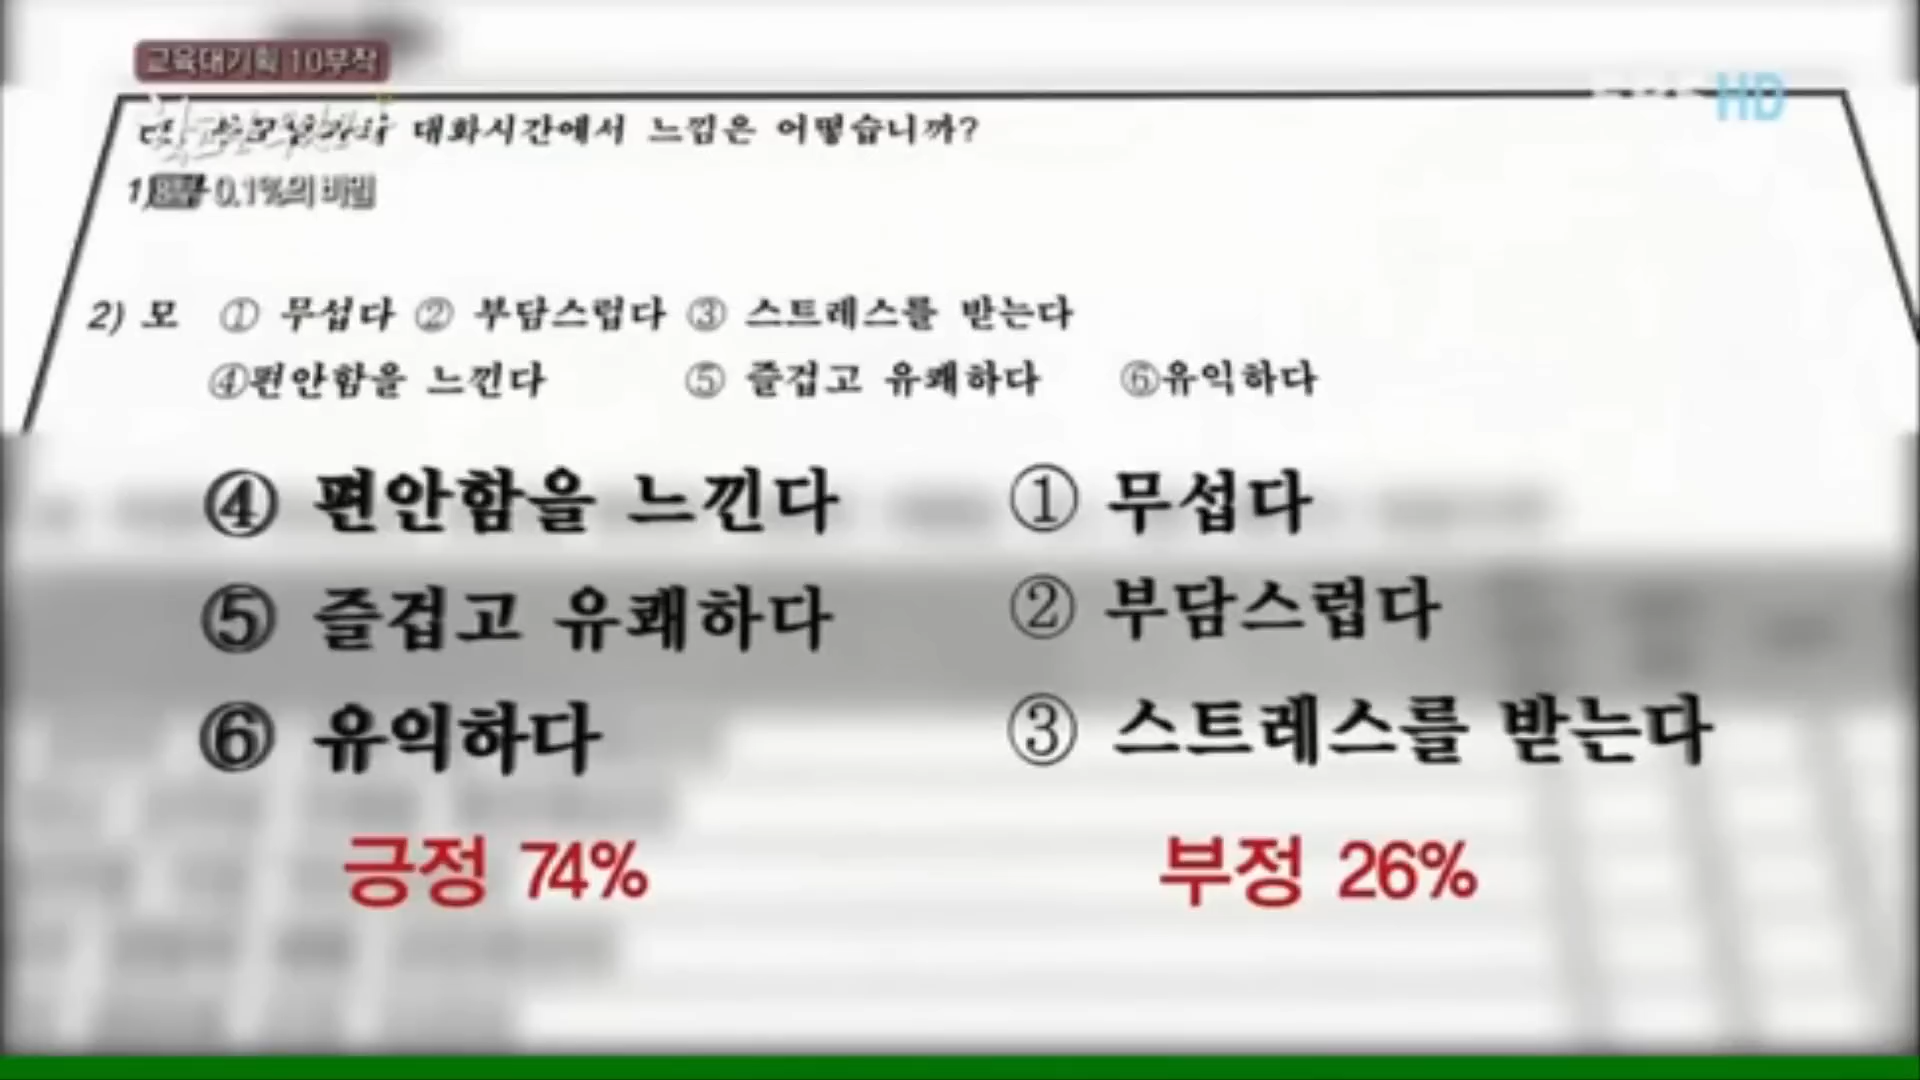 교육대기획 10부작
HD
대화시간에서 느낌은 어떻습니까?
1) 8부 0.1%의 비밀
2) 모 ① 무섭다 ② 부담스럽다 ③ 스트레스를 받는다
④편안함을 느낀다 ⑤ 즐겁고 유쾌하다 ⑥유익하다
④ 편안함을 느낀다 ① 무섭다
⑤ 즐겁고 유쾌하다 ② 부담스럽다
⑥ 유익하다 ③ 스트레스를 받는다
긍정 74% 부정 26%